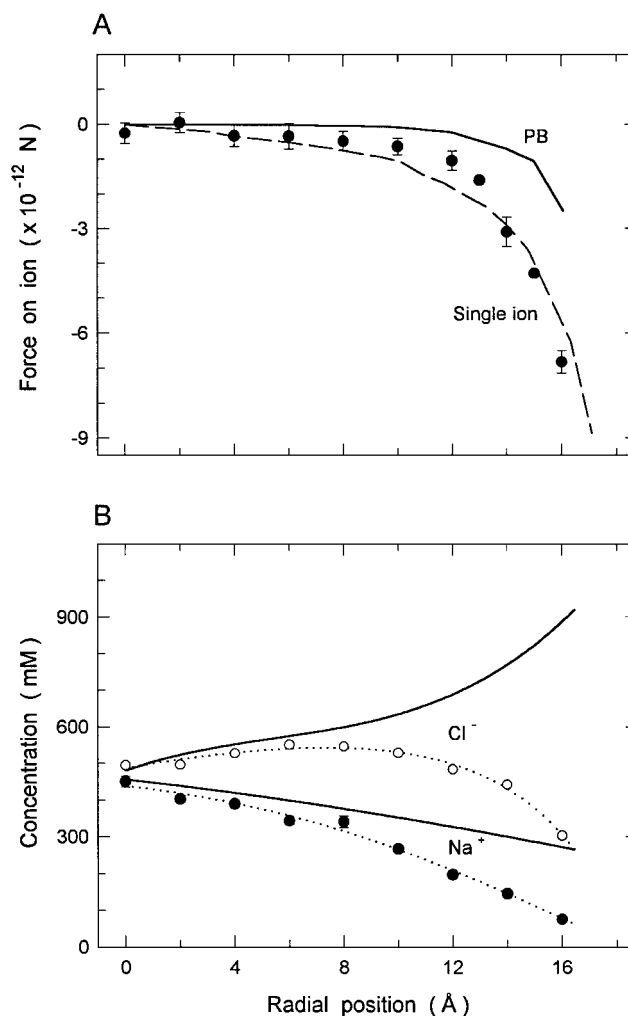 A
0
-3
-6
-9
Force on ion ( x 10⁻¹² N )
PB
Single ion
B
900
600
300
0
Concentration ( mM )
Cl⁻
Na⁺
0 4 8 12 16
Radial position ( Å )